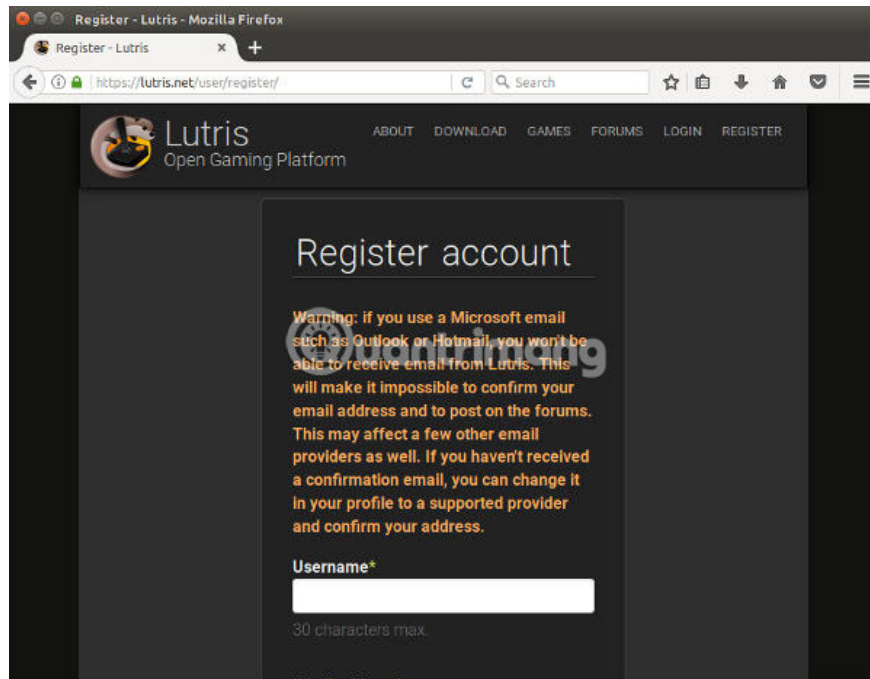 Register - Lutris - Mozilla Firefox
Register - Lutris × +
https://lutris.net/user/register/ Search
Lutris
Open Gaming Platform
ABOUT DOWNLOAD GAMES FORUMS LOGIN REGISTER
Register account
Warning: if you use a Microsoft email
such as Outlook or Hotmail, you won't be
able to receive email from Lutris. This
will make it impossible to confirm your
email address and to post on the forums.
This may affect a few other email
providers as well. If you haven't received
a confirmation email, you can change it
in your profile to a supported provider
and confirm your address.
Quantrimang
Username*
30 characters max.